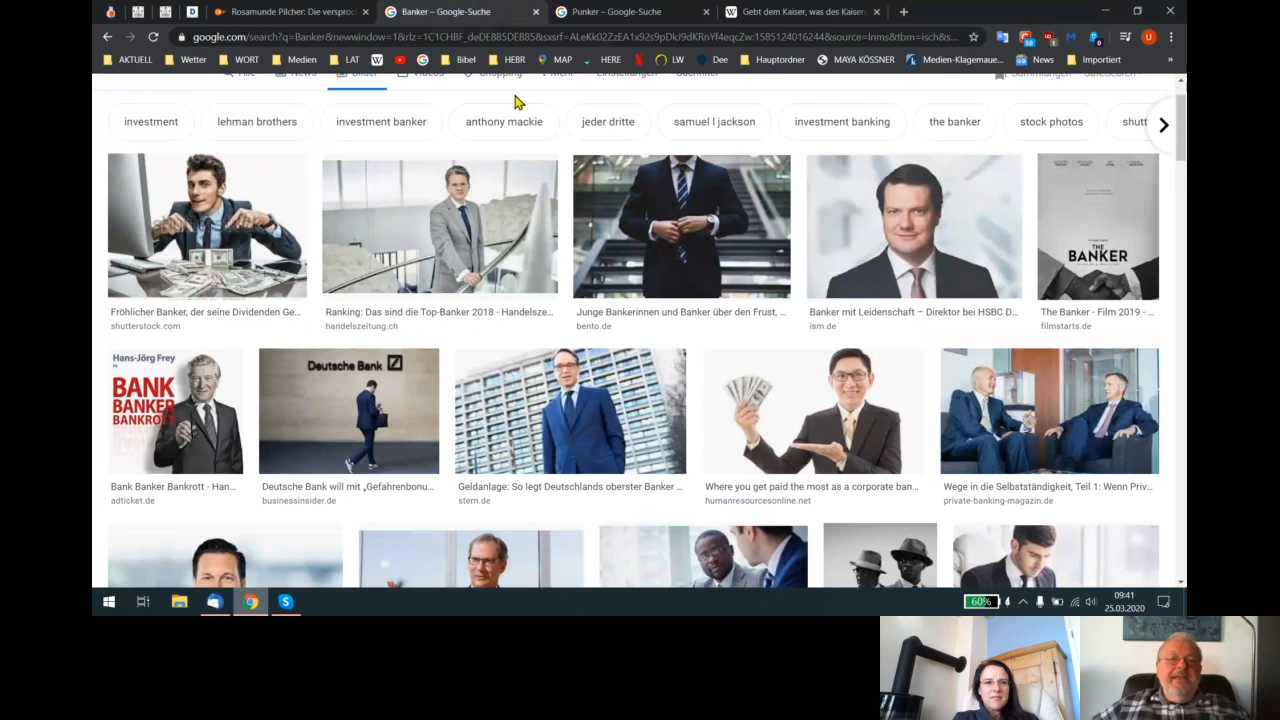 Rosamunde Pilcher: Die versproc
Banker – Google-Suche
Punker – Google-Suche
Gebt dem Kaiser, was des Kaiser
google.com/search?q=Banker&newwindow=1&rlz=1C1CHBF_deDE885DE885&sxsrf=ALeKk02ZzEA1x92s9pDkJ9dKRnYf4eqcZw:1585124016244&source=lnms&tbm=isch&s...
AKTUELL
Wetter
WORT
Medien
LAT
Bibel
HEBR
MAP
HERE
LW
Dee
Hauptordner
MAYA KÖSSNER
Medien-Klagemaue...
News
Importiert
investment
lehman brothers
investment banker
anthony mackie
jeder dritte
samuel l jackson
investment banking
the banker
stock photos
shutt
THE
BANKER
Fröhlicher Banker, der seine Dividenden Ge...
shutterstock.com
Ranking: Das sind die Top-Banker 2018 - Handelsze...
handelszeitung.ch
Junge Bankerinnen und Banker über den Frust, ...
bento.de
Banker mit Leidenschaft – Direktor bei HSBC D...
ism.de
The Banker - Film 2019 - ...
filmstarts.de
Hans-Jörg Frey
in
BANK
BANKER
BANKROTT
Deutsche Bank
Bank Banker Bankrott - Han...
adticket.de
Deutsche Bank will mit „Gefahrenbonu...
businessinsider.de
Geldanlage: So legt Deutschlands oberster Banker ...
stern.de
Where you get paid the most as a corporate ban...
humanresourcesonline.net
Wege in die Selbstständigkeit, Teil 1: Wenn Priv...
private-banking-magazin.de
60%
09:41
25.03.2020